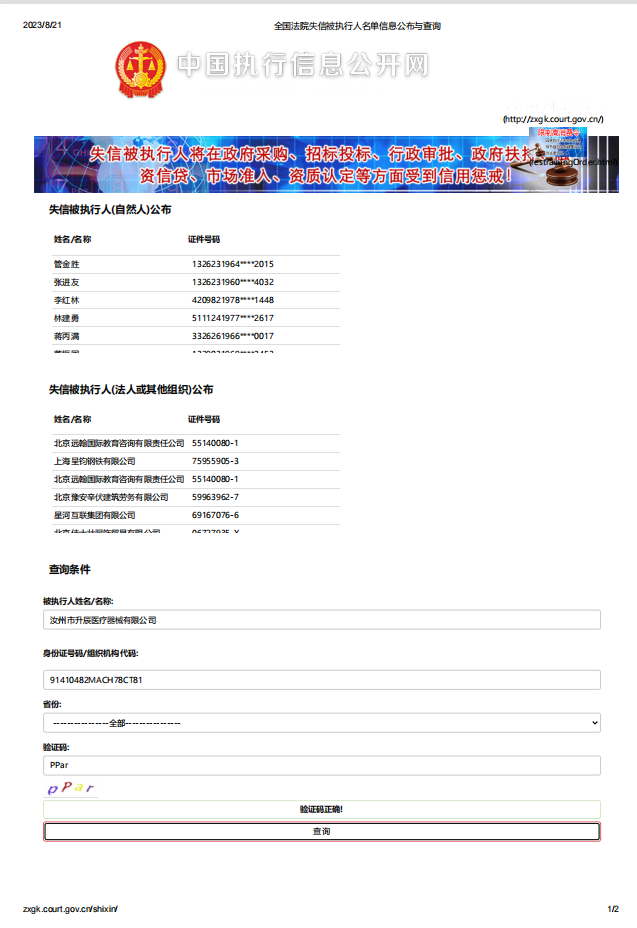 2023/8/21
全国法院失信被执行人名单信息公布与查询
中国执行信息公开网
(http://zxgk.court.gov.cn/)
限制高消费令
失信被执行人将在政府采购、招标投标、行政审批、政府扶持
资信贷、市场准入、资质认定等方面受到信用惩戒！
(restrainingOrder.html)
失信被执行人(自然人)公布
姓名/名称 证件号码
管金胜 1326231964****2015
张进友 1326231960****4032
李红林 4209821978****1448
林建勇 5111241977****2617
蒋丙满 3326261966****0017
失信被执行人(法人或其他组织)公布
姓名/名称 证件号码
北京远翰国际教育咨询有限责任公司 55140080-1
上海呈钧钢铁有限公司 75955905-3
北京远翰国际教育咨询有限责任公司 55140080-1
北京豫安辛伏建筑劳务有限公司 59963962-7
星河互联集团有限公司 69167076-6
查询条件
被执行人姓名/名称:
汝州市升辰医疗器械有限公司
身份证号码/组织机构代码:
91410482MACH78CT81
省份:
----------------全部----------------
验证码:
PPar
pPar
验证码正确!
查询
zxgk.court.gov.cn/shixin/
1/2